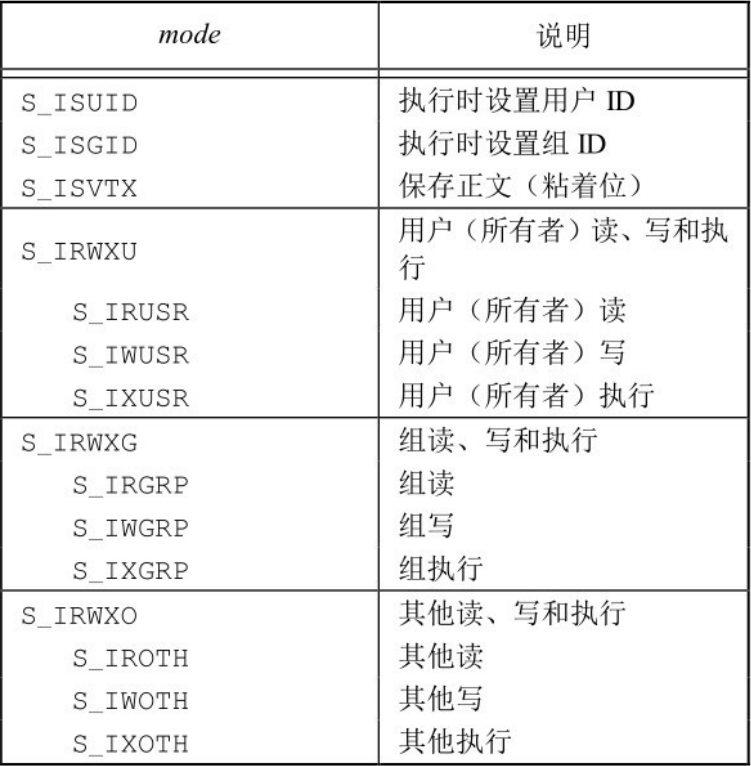 mode 说明
S_ISUID 执行时设置用户 ID
S_ISGID 执行时设置组 ID
S_ISVTX 保存正文（粘着位）
S_IRWXU 用户（所有者）读、写和执
行
S_IRUSR 用户（所有者）读
S_IWUSR 用户（所有者）写
S_IXUSR 用户（所有者）执行
S_IRWXG 组读、写和执行
S_IRGRP 组读
S_IWGRP 组写
S_IXGRP 组执行
S_IRWXO 其他读、写和执行
S_IROTH 其他读
S_IWOTH 其他写
S_IXOTH 其他执行